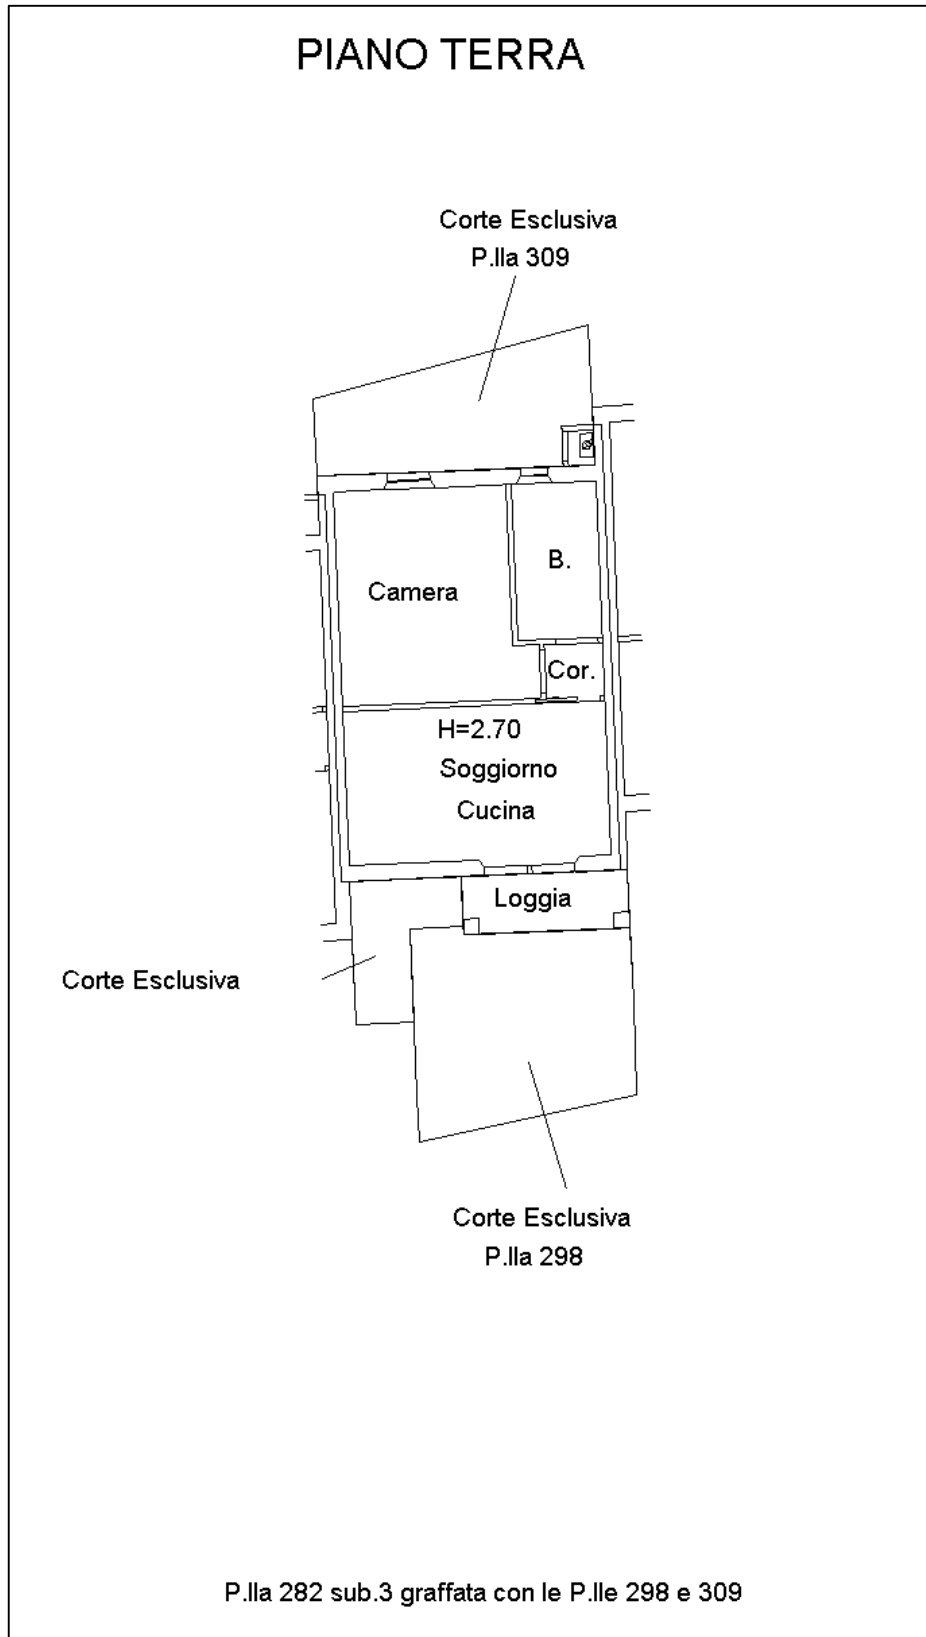 PIANO TERRA
Corte Esclusiva
P.lla 309
B.
Camera
Cor.
H=2.70
Soggiorno
Cucina
Loggia
Corte Esclusiva
Corte Esclusiva
P.lla 298
P.lla 282 sub.3 graffata con le P.lle 298 e 309